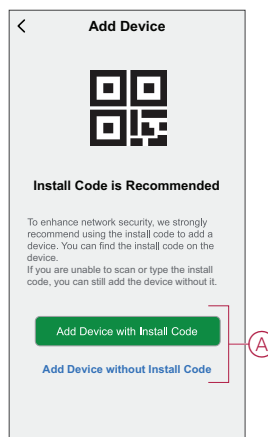 Add Device
Install Code is Recommended
To enhance network security, we strongly
recommend using the install code to add a
device. You can find the install code on the
device.
If you are unable to scan or type the install
code, you can still add the device without it.
Add Device with Install Code
A
Add Device without Install Code